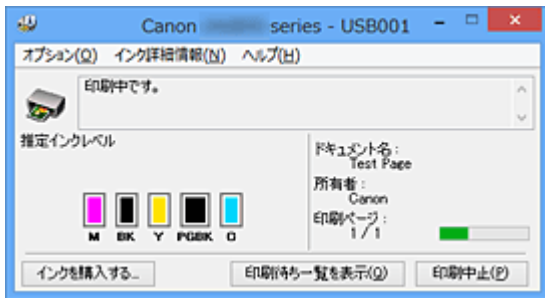 Canon series - USB001
オプション(O) インク詳細情報(N) ヘルプ(H)
印刷中です。
推定インクレベル
ドキュメント名 :
Test Page
所有者 :
Canon
印刷ページ :
1 / 1
M BK Y PGBK C
インクを購入する... 印刷待ち一覧を表示(Q) 印刷中止(P)